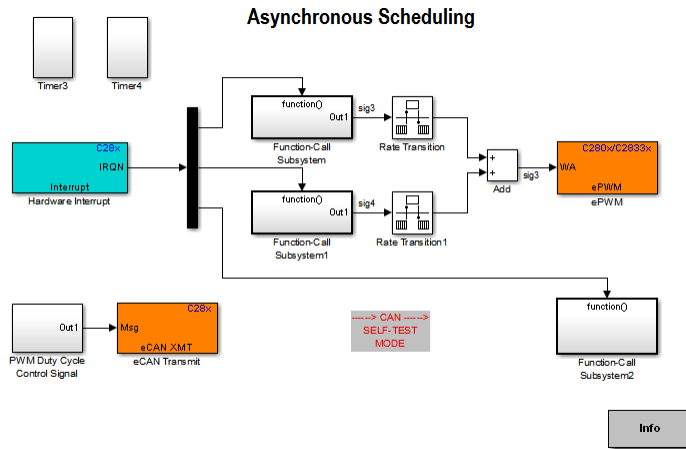 Asynchronous Scheduling
Timer3
Timer4
function()
Out1
Function-Call
Subsystem
sig3
Rate Transition
C28x
IRQN
Interrupt
Hardware Interrupt
function()
Out1
Function-Call
Subsystem1
sig4
Rate Transition1
+
+
Add
sig3
C280x/C2833x
WA
ePWM
ePWM
Out1
PWM Duty Cycle
Control Signal
C28x
Msg
eCAN XMT
eCAN Transmit
------> CAN ------>
SELF-TEST
MODE
function()
Function-Call
Subsystem2
Info